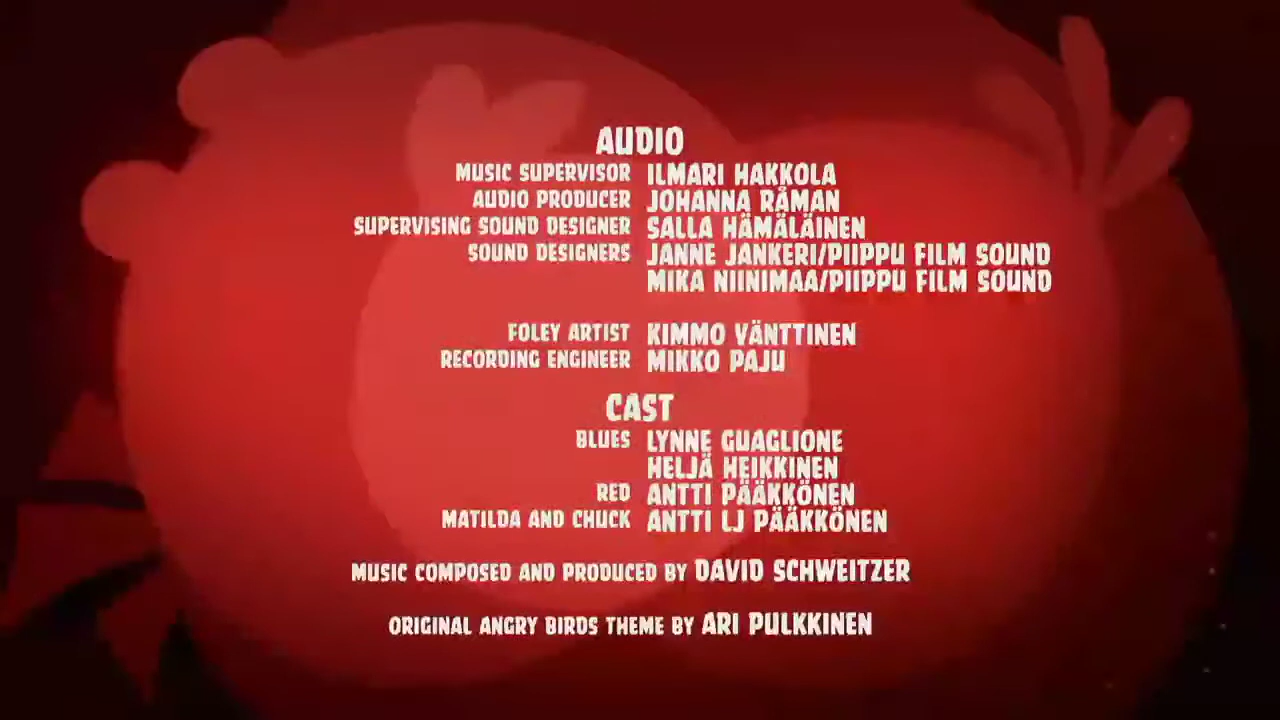 AUDIO
MUSIC SUPERVISOR ILMARI HAKKOLA
AUDIO PRODUCER JOHANNA RÅMAN
SUPERVISING SOUND DESIGNER SALLA HÄMÄLÄINEN
SOUND DESIGNERS JANNE JANKERI/PIIPPU FILM SOUND
MIKA NIINIMAA/PIIPPU FILM SOUND
FOLEY ARTIST KIMMO VÄNTTINEN
RECORDING ENGINEER MIKKO PAJU
CAST
BLUES LYNNE GUAGLIONE
HELJÄ HEIKKINEN
RED ANTTI PÄÄKKÖNEN
MATILDA AND CHUCK ANTTI LJ PÄÄKKÖNEN
MUSIC COMPOSED AND PRODUCED BY DAVID SCHWEITZER
ORIGINAL ANGRY BIRDS THEME BY ARI PULKKINEN